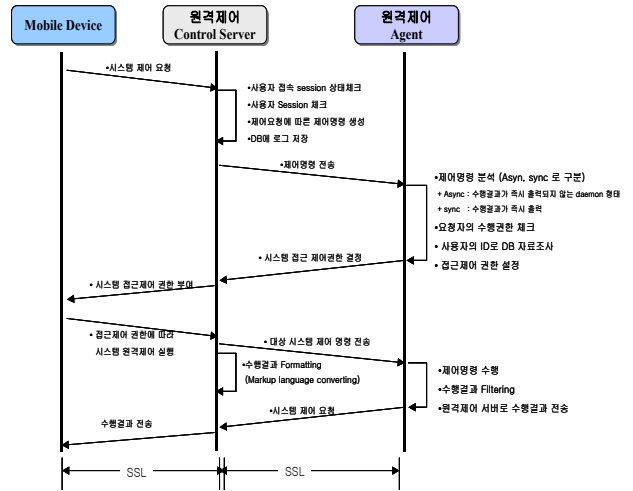 Mobile Device
원격제어
Control Server
원격제어
Agent
•시스템 제어 요청
•사용자 접속 session 상태체크
•사용자 Session 체크
•제어요청에 따른 제어명령 생성
•DB에 로그 저장
•제어명령 전송
•제어명령 분석 (Asyn, sync 로 구분)
+ Async : 수행결과가 즉시 출력되지 않는 daemon 형태
+ sync : 수행결과가 즉시 출력
•요청자의 수행권한 체크
• 사용자의 ID로 DB 자료조사
• 접근제어 권한 설정
• 시스템 접근 제어권한 결정
• 시스템 접근제어 권한 부여
• 접근제어 권한에 따라
시스템 원격제어 실행
• 대상 시스템 제어 명령 전송
•수행결과 Formatting
(Markup language converting)
•제어명령 수행
•수행결과 Filtering
•원격제어 서버로 수행결과 전송
•시스템 제어 요청
수행결과 전송
SSL
SSL